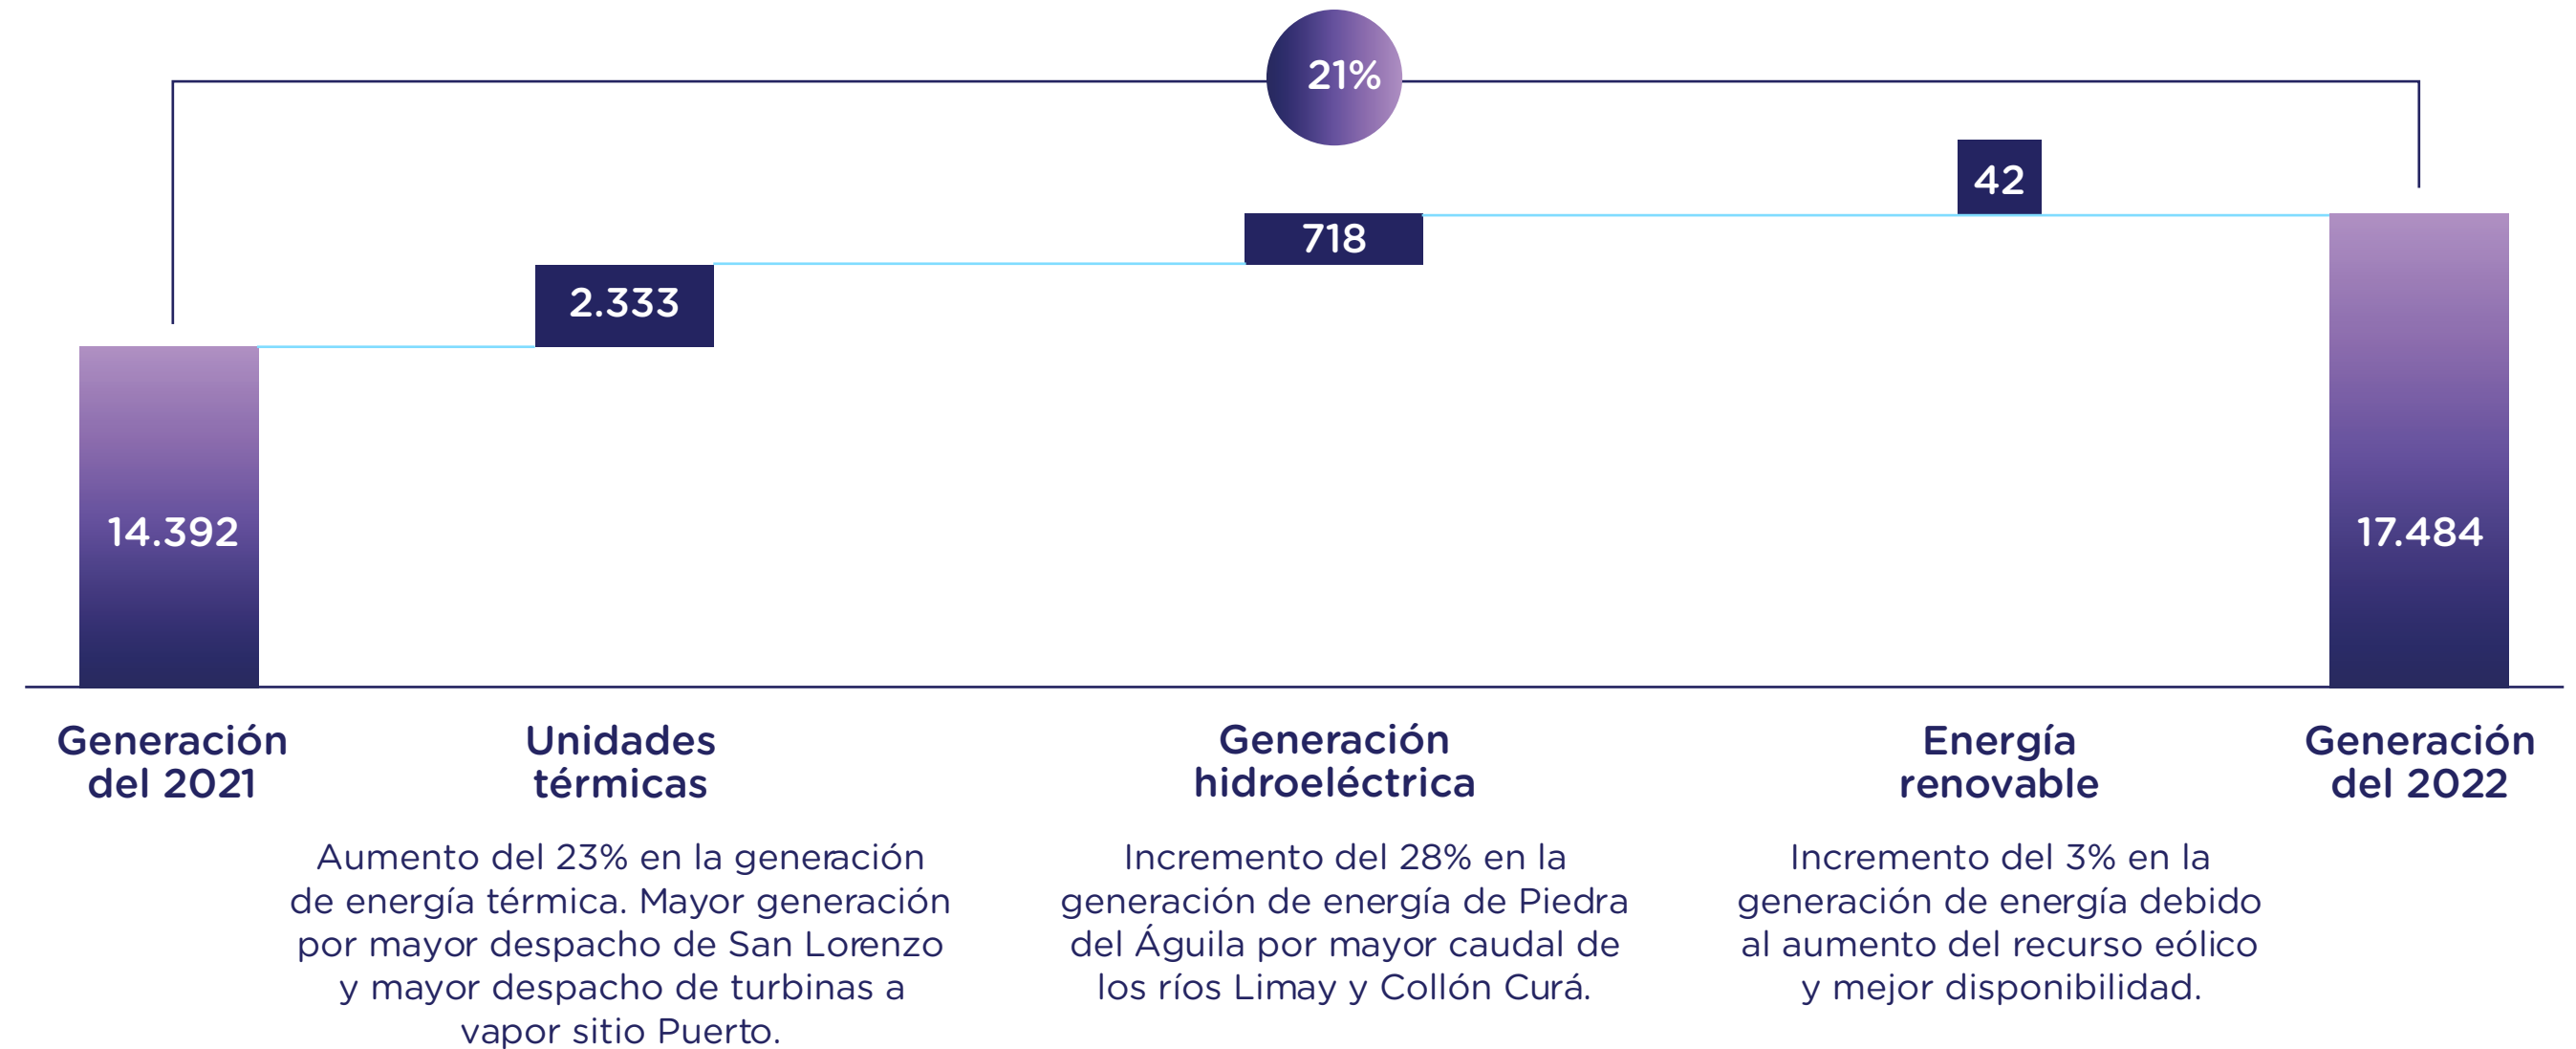 21%
42
718
2.333
14.392
17.484
Generación
del 2021
Unidades
térmicas
Aumento del 23% en la generación
de energía térmica. Mayor generación
por mayor despacho de San Lorenzo
y mayor despacho de turbinas a
vapor sitio Puerto.
Generación
hidroeléctrica
Incremento del 28% en la
generación de energía de Piedra
del Águila por mayor caudal de
los ríos Limay y Collón Curá.
Energía
renovable
Incremento del 3% en la
generación de energía debido
al aumento del recurso eólico
y mejor disponibilidad.
Generación
del 2022